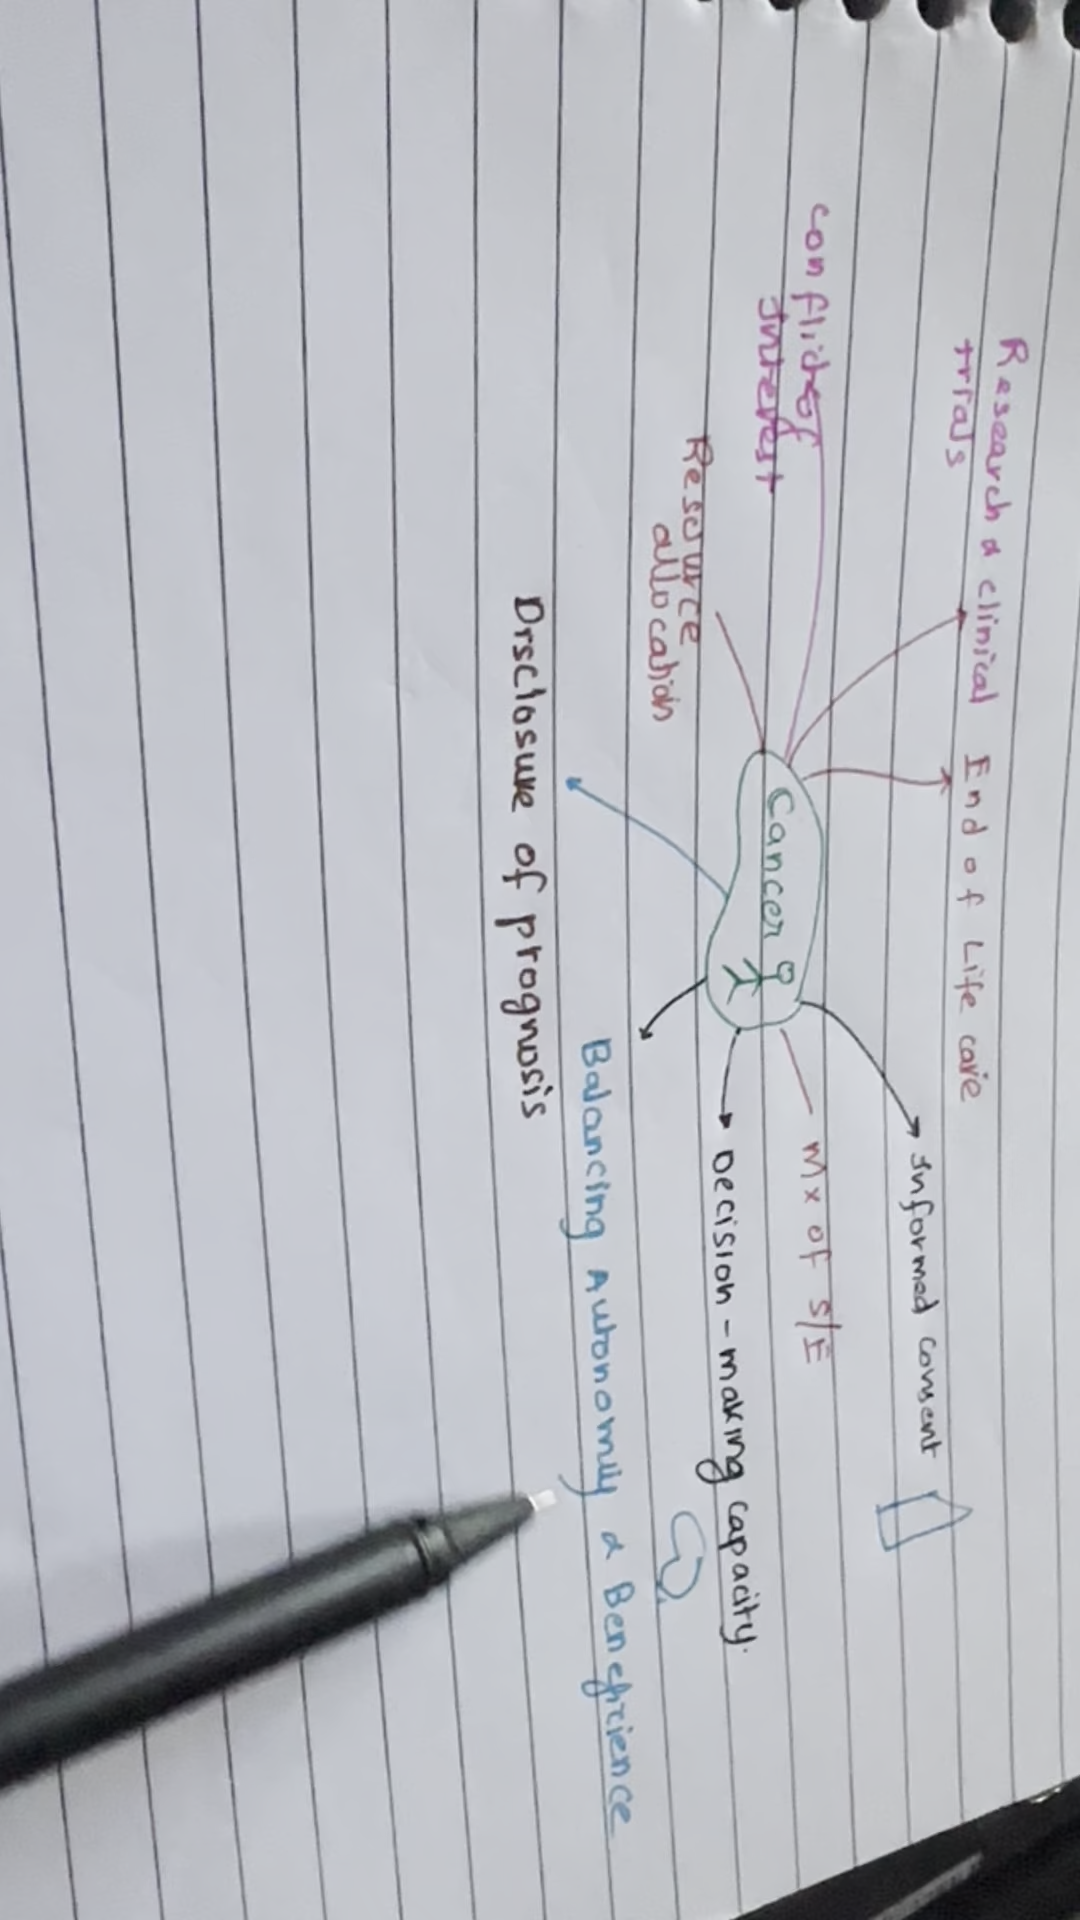 Research & clinical
trials
End of Life care
Informed consent
conflict of
Interest
Cancer
Mx of S/E
Resource
allocation
Decision-making capacity.
Disclosure of prognosis
Balancing Autonomy & Beneficience